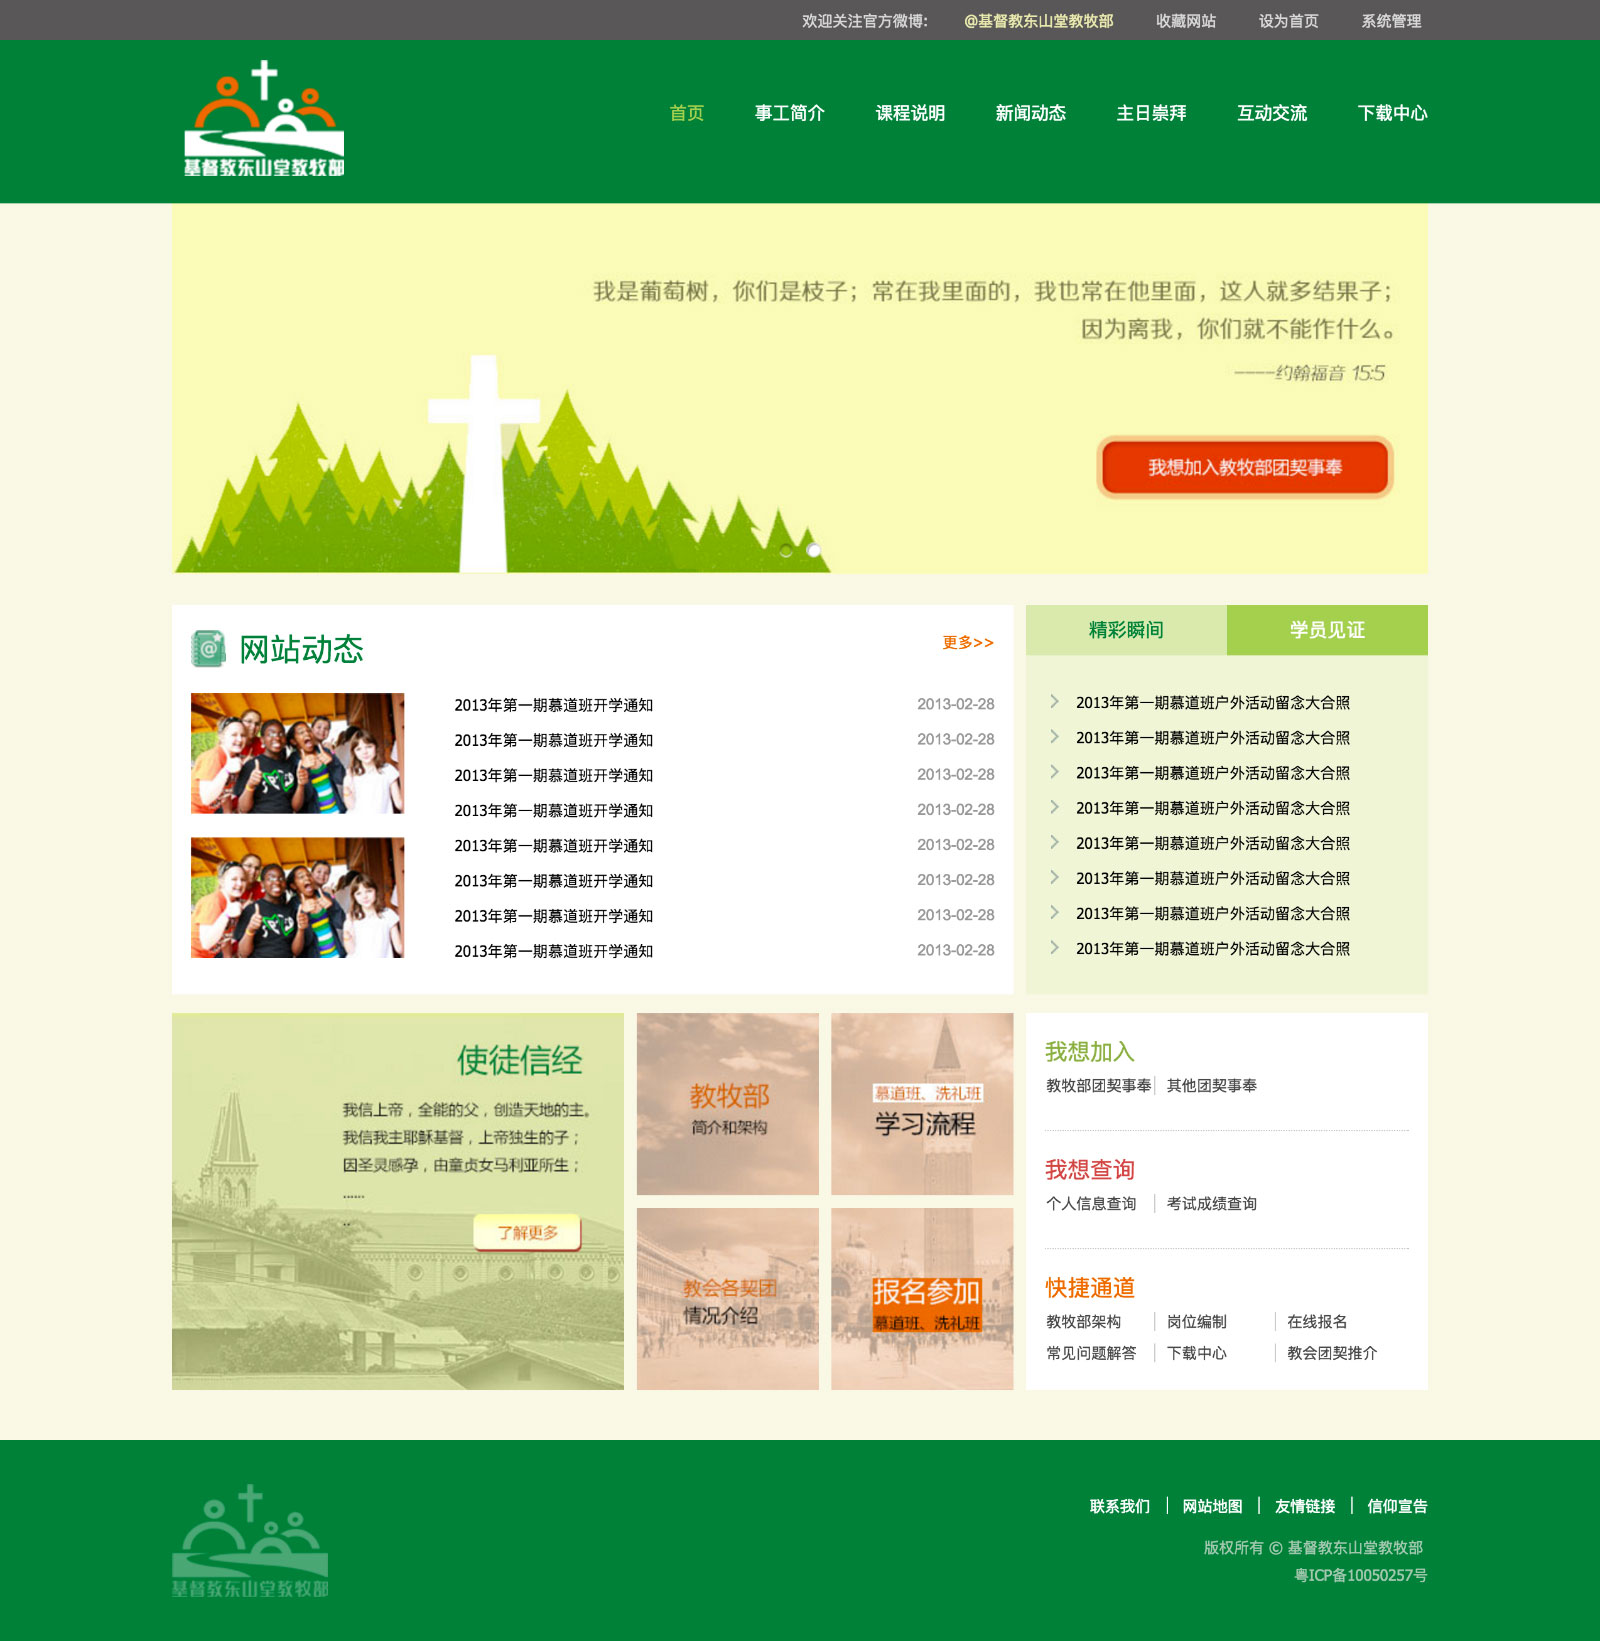 欢迎关注官方微博: @基督教东山堂教牧部 收藏网站 设为首页 系统管理
基督教东山堂教牧部
首页 事工简介 课程说明 新闻动态 主日崇拜 互动交流 下载中心
我是葡萄树，你们是枝子；常在我里面的，我也常在他里面，这人就多结果子；
因为离我，你们就不能作什么。
----约翰福音 15:5
我想加入教牧部团契事奉
网站动态
更多>>
2013年第一期慕道班开学通知 2013-02-28
2013年第一期慕道班开学通知 2013-02-28
2013年第一期慕道班开学通知 2013-02-28
2013年第一期慕道班开学通知 2013-02-28
2013年第一期慕道班开学通知 2013-02-28
2013年第一期慕道班开学通知 2013-02-28
2013年第一期慕道班开学通知 2013-02-28
2013年第一期慕道班开学通知 2013-02-28
精彩瞬间 学员见证
2013年第一期慕道班户外活动留念大合照
2013年第一期慕道班户外活动留念大合照
2013年第一期慕道班户外活动留念大合照
2013年第一期慕道班户外活动留念大合照
2013年第一期慕道班户外活动留念大合照
2013年第一期慕道班户外活动留念大合照
2013年第一期慕道班户外活动留念大合照
2013年第一期慕道班户外活动留念大合照
使徒信经
我信上帝，全能的父，创造天地的主。
我信我主耶稣基督，上帝独生的子；
因圣灵感孕，由童贞女马利亚所生；
......
..
了解更多
教牧部
简介和架构
慕道班、洗礼班
学习流程
教会各契团
情况介绍
报名参加
慕道班、洗礼班
我想加入
教牧部团契事奉 其他团契事奉
我想查询
个人信息查询 考试成绩查询
快捷通道
教牧部架构 岗位编制 在线报名
常见问题解答 下载中心 教会团契推介
基督教东山堂教牧部
联系我们 | 网站地图 | 友情链接 | 信仰宣告
版权所有 © 基督教东山堂教牧部
粤ICP备10050257号